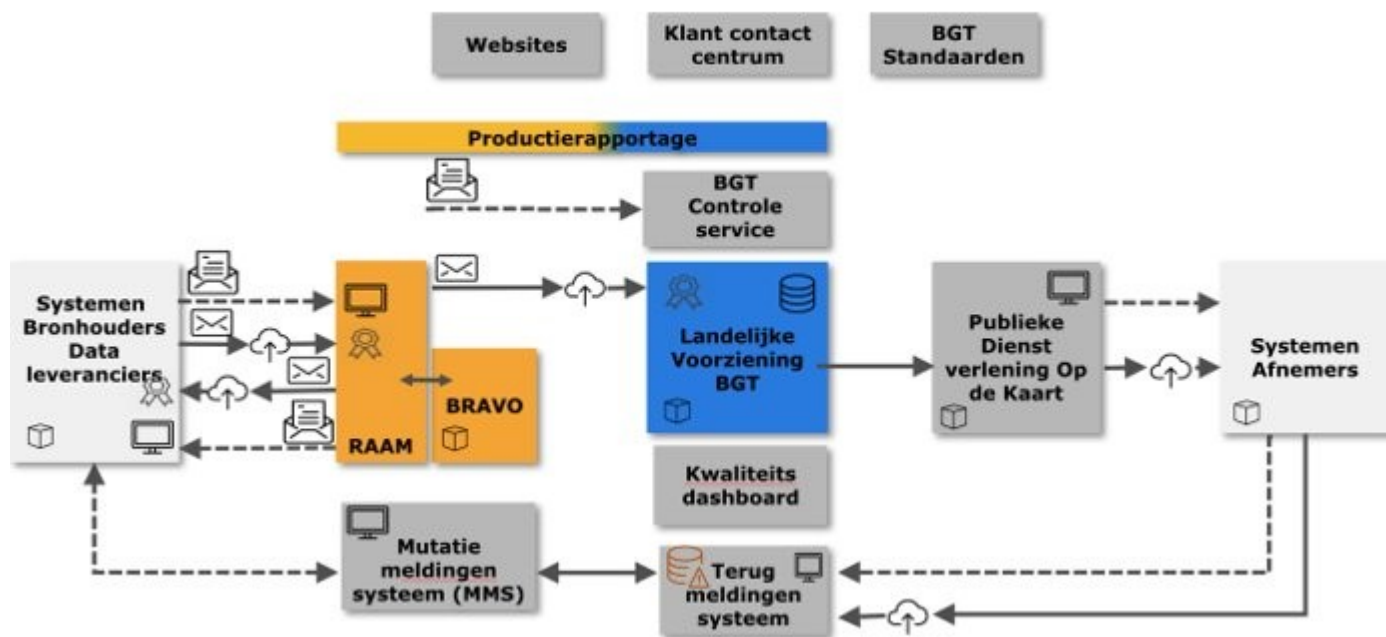 Websites
Klant contact
centrum
BGT
Standaarden
Productierapportage
BGT
Controle
service
Systemen
Bronhouders
Data
leveranciers
RAAM
BRAVO
Landelijke
Voorziening
BGT
Publieke
Dienst
verlening Op
de Kaart
Systemen
Afnemers
Kwaliteits
dashboard
Mutatie
meldingen
systeem (MMS)
Terug
meldingen
systeem